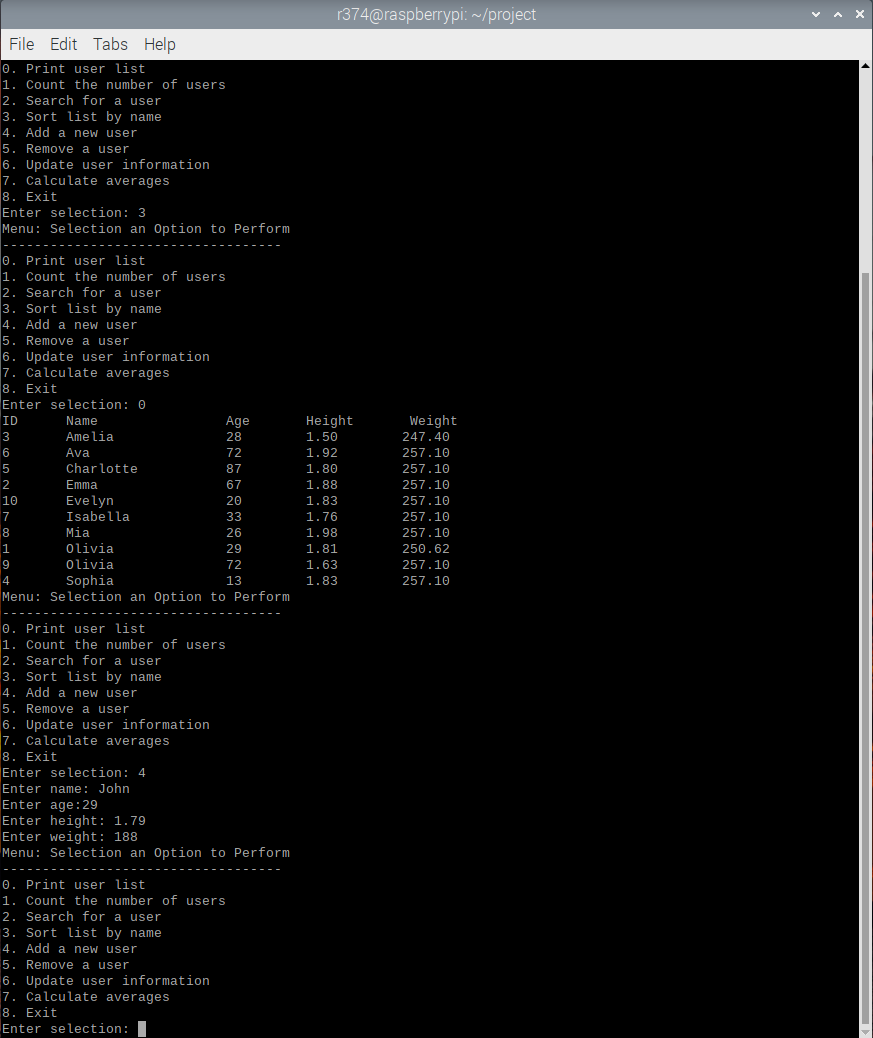 r374@raspberrypi: ~/project
File Edit Tabs Help
0. Print user list
1. Count the number of users
2. Search for a user
3. Sort list by name
4. Add a new user
5. Remove a user
6. Update user information
7. Calculate averages
8. Exit
Enter selection: 3
Menu: Selection an Option to Perform
-----------------------------------
0. Print user list
1. Count the number of users
2. Search for a user
3. Sort list by name
4. Add a new user
5. Remove a user
6. Update user information
7. Calculate averages
8. Exit
Enter selection: 0
ID Name Age Height Weight
3 Amelia 28 1.50 247.40
6 Ava 72 1.92 257.10
5 Charlotte 87 1.80 257.10
2 Emma 67 1.88 257.10
10 Evelyn 20 1.83 257.10
7 Isabella 33 1.76 257.10
8 Mia 26 1.98 257.10
1 Olivia 29 1.81 250.62
9 Olivia 72 1.63 257.10
4 Sophia 13 1.83 257.10
Menu: Selection an Option to Perform
-----------------------------------
0. Print user list
1. Count the number of users
2. Search for a user
3. Sort list by name
4. Add a new user
5. Remove a user
6. Update user information
7. Calculate averages
8. Exit
Enter selection: 4
Enter name: John
Enter age:29
Enter height: 1.79
Enter weight: 188
Menu: Selection an Option to Perform
-----------------------------------
0. Print user list
1. Count the number of users
2. Search for a user
3. Sort list by name
4. Add a new user
5. Remove a user
6. Update user information
7. Calculate averages
8. Exit
Enter selection: